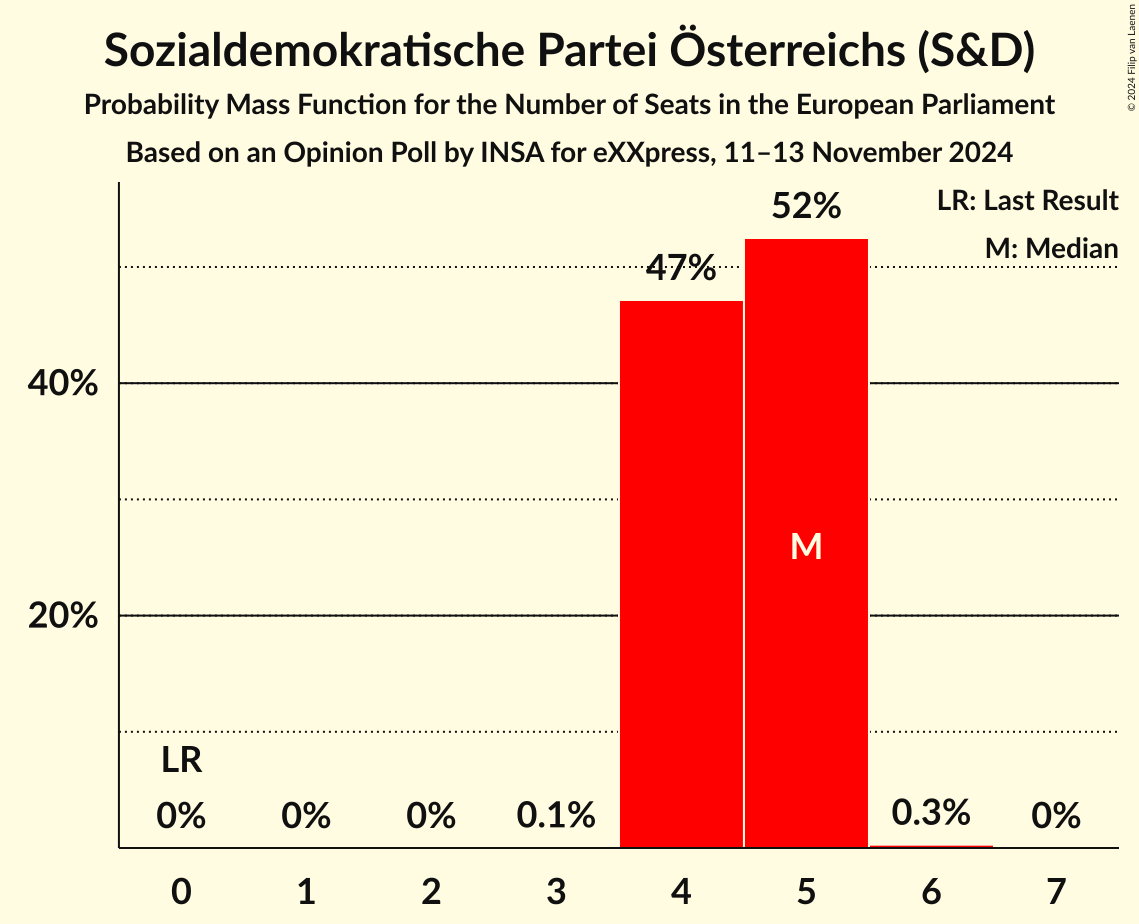 Sozialdemokratische Partei Österreichs (S&D)
Probability Mass Function for the Number of Seats in the European Parliament
Based on an Opinion Poll by INSA for eXXpress, 11–13 November 2024
© 2024 Filip van Laenen
LR: Last Result
M: Median
52%
47%
40%
M
20%
LR
0% 0% 0% 0.1% 0.3% 0%
0 1 2 3 4 5 6 7